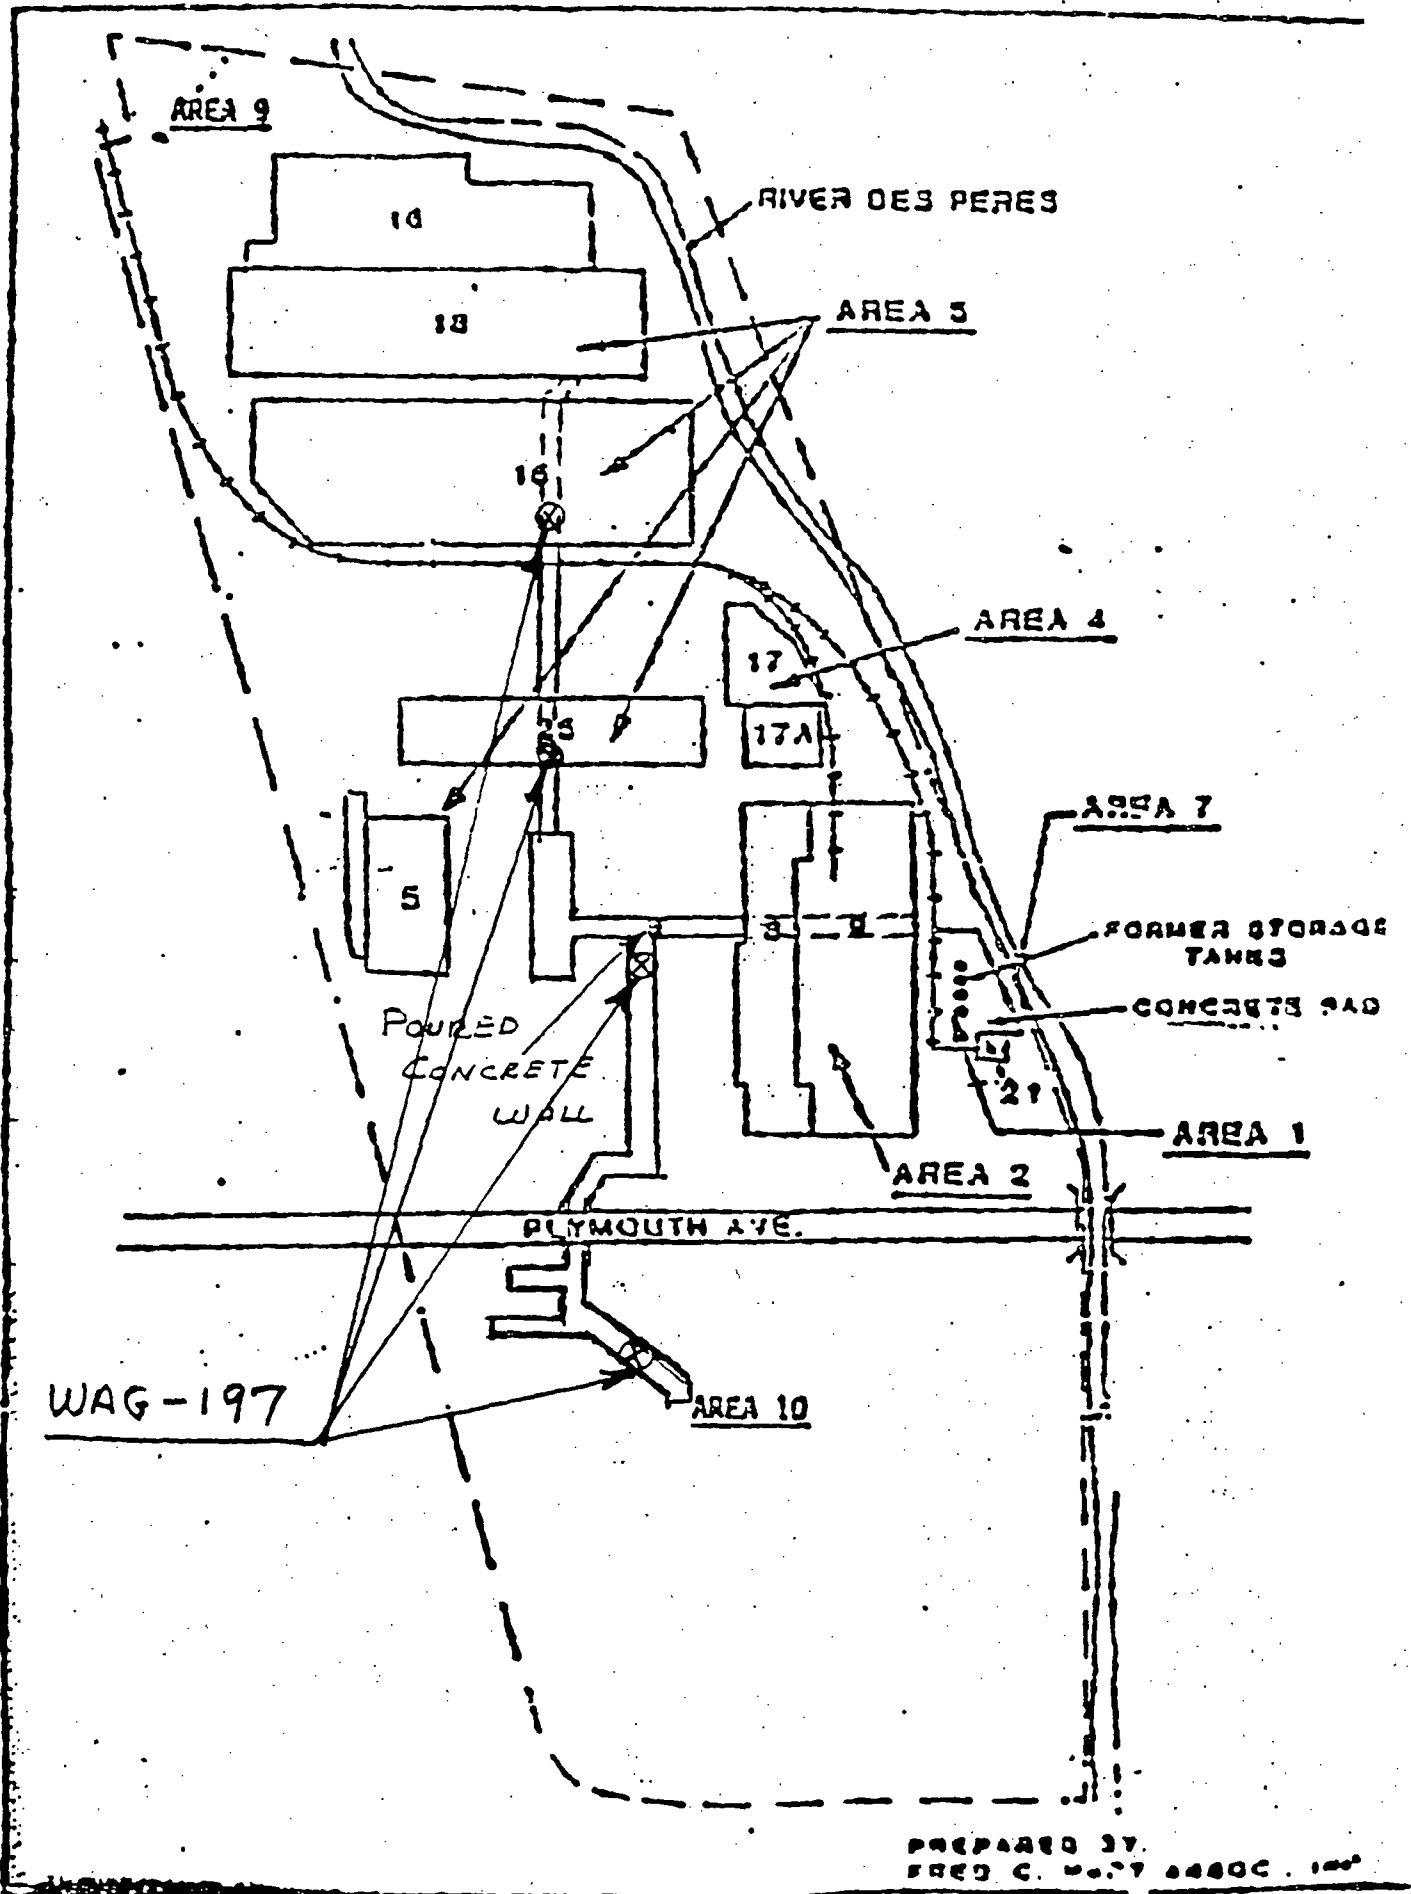 AREA 9
RIVER DES PERES
16
AREA 5
18
16
AREA 4
17
17A
AREA 7
5
3
FORMER STORAGE
TANKS
CONCRETE PAD
POURED
CONCRETE
WALL
21
AREA 1
AREA 2
PLYMOUTH AVE.
WAG-197
AREA 10
PREPARED BY
FRED C.